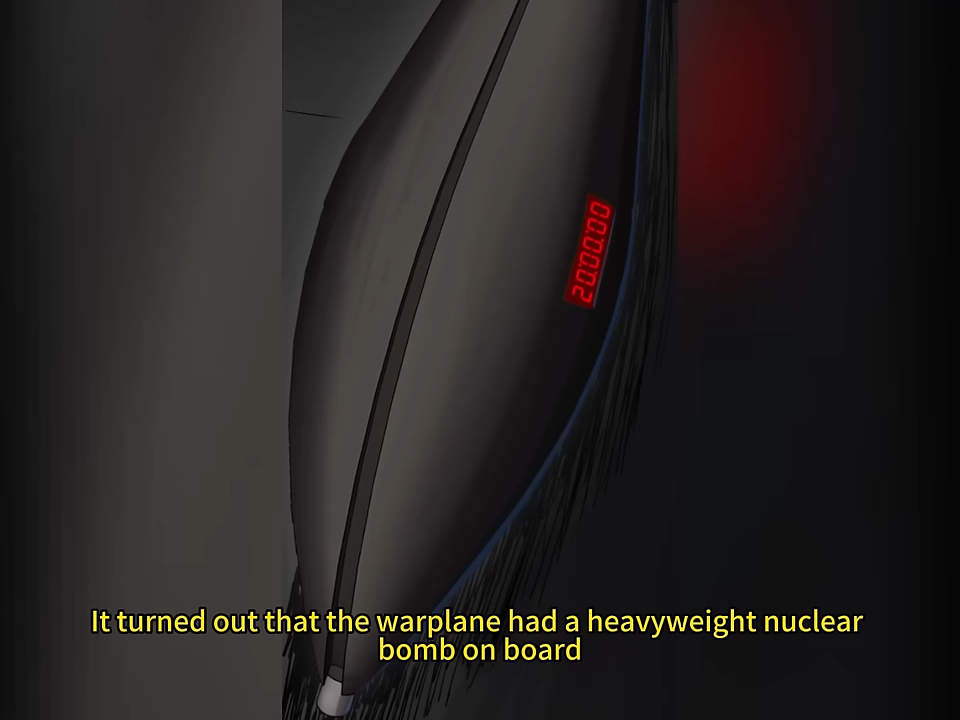 20:00:00
It turned out that the warplane had a heavyweight nuclear
bomb on board